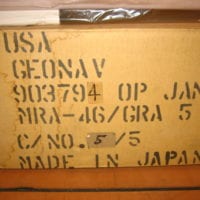 USA
GEONAV
903794 OP JAN
MRA-46/GRA 5
C/NO. 5/5
MADE IN JAPAN